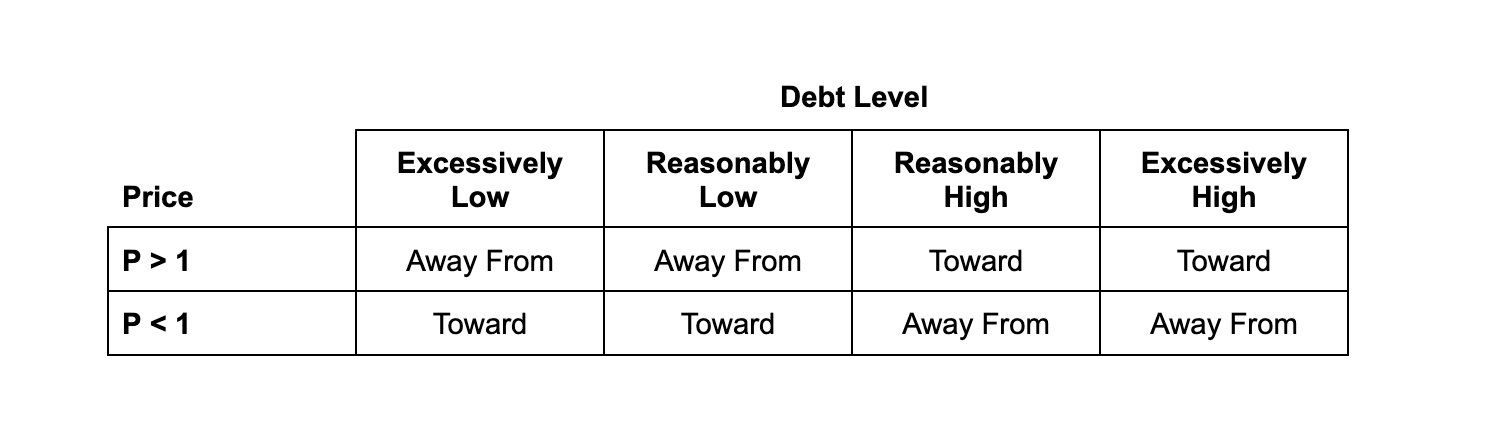 Debt Level
Price
Excessively
Low
Reasonably
Low
Reasonably
High
Excessively
High
P > 1
Away From
Away From
Toward
Toward
P < 1
Toward
Toward
Away From
Away From